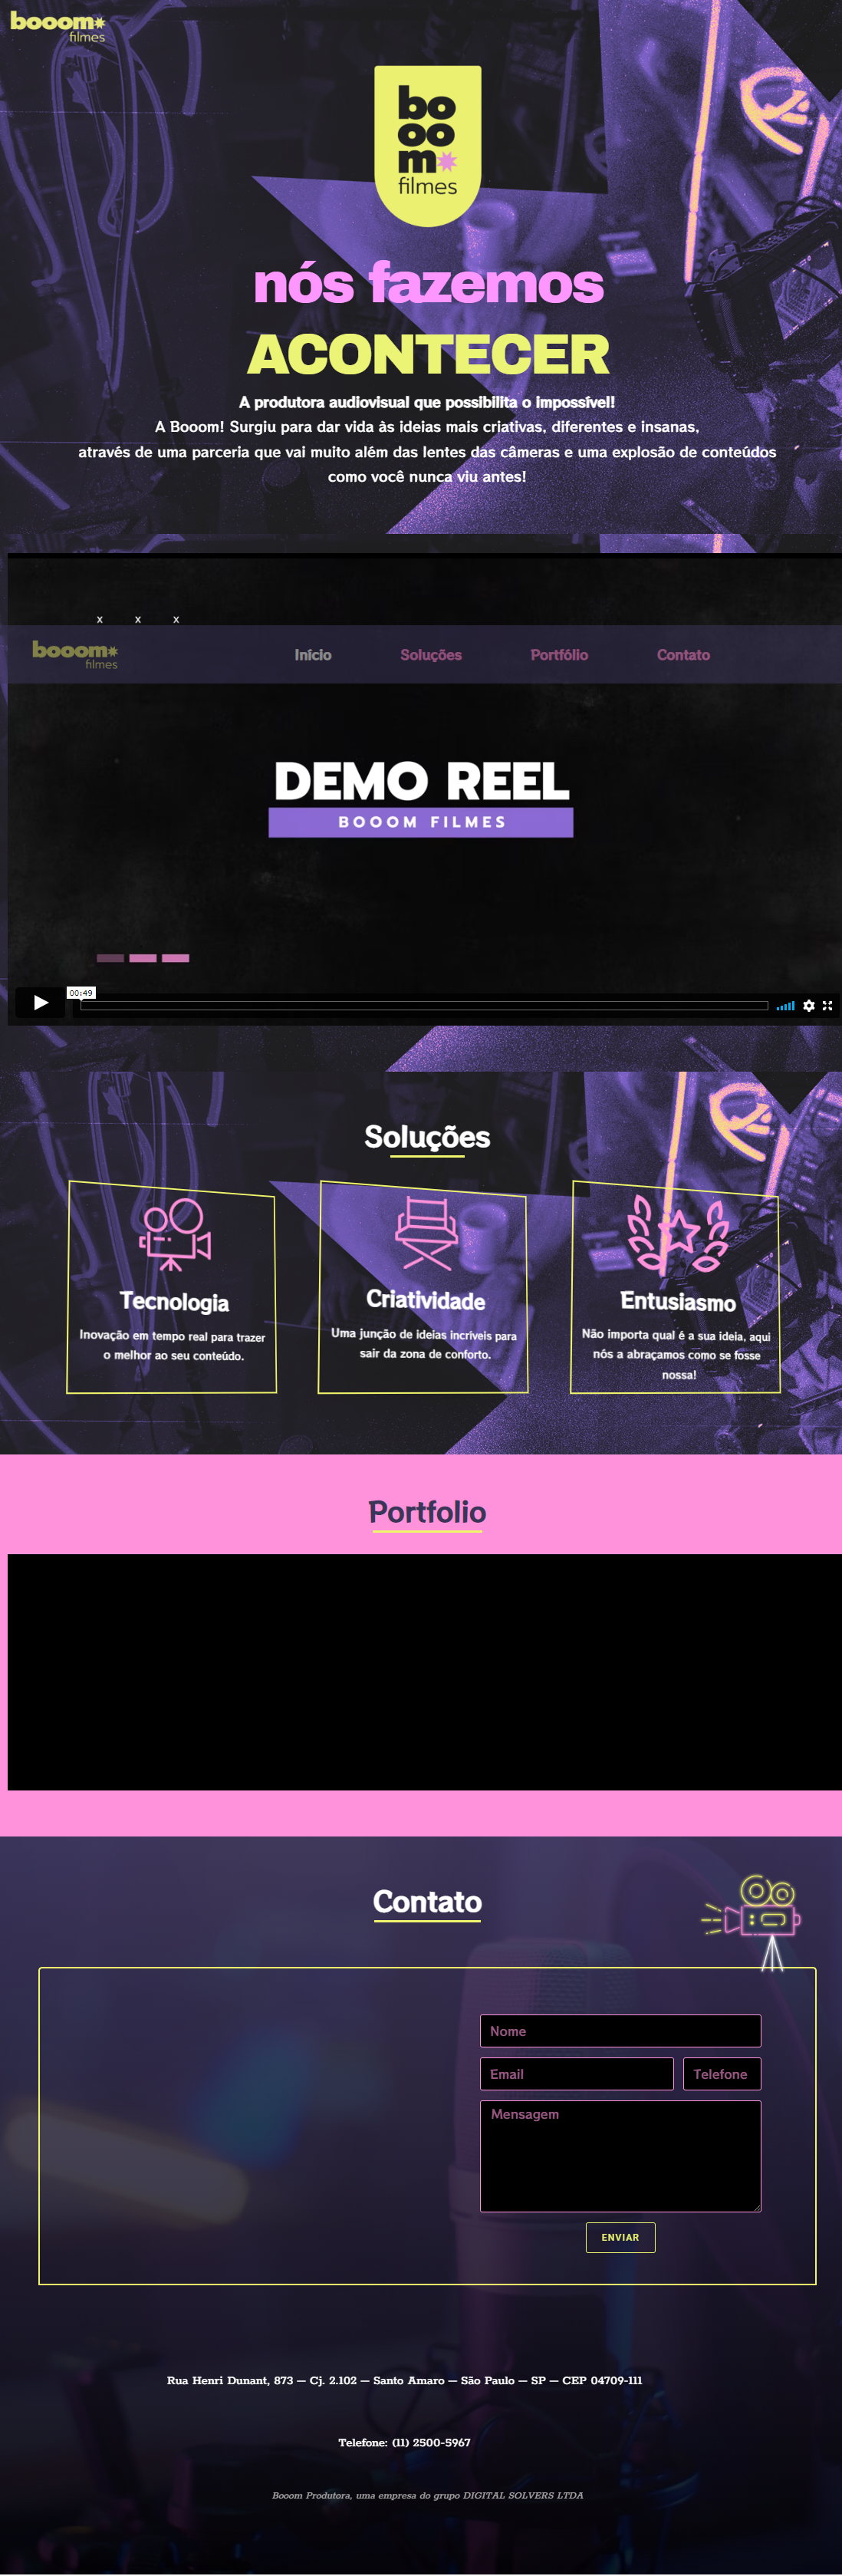 booom
filmes
bo
oo
m
filmes
nós fazemos
ACONTECER
A produtora audiovisual que possibilita o impossível!
A Booom! Surgiu para dar vida às ideias mais criativas, diferentes e insanas,
através de uma parceria que vai muito além das lentes das câmeras e uma explosão de conteúdos
como você nunca viu antes!
x x x
booom
filmes
Início Soluções Portfólio Contato
DEMO REEL
BOOOM FILMES
00:49
Soluções
Tecnologia
Inovação em tempo real para trazer
o melhor ao seu conteúdo.
Criatividade
Uma junção de ideias incríveis para
sair da zona de conforto.
Entusiasmo
Não importa qual é a sua ideia, aqui
nós a abraçamos como se fosse
nossa!
Portfolio
Contato
Nome
Email Telefone
Mensagem
ENVIAR
Rua Henri Dunant, 873 — Cj. 2.102 — Santo Amaro — São Paulo — SP — CEP 04709-111
Telefone: (11) 2500-5967
Booom Produtora, uma empresa do grupo DIGITAL SOLVERS LTDA